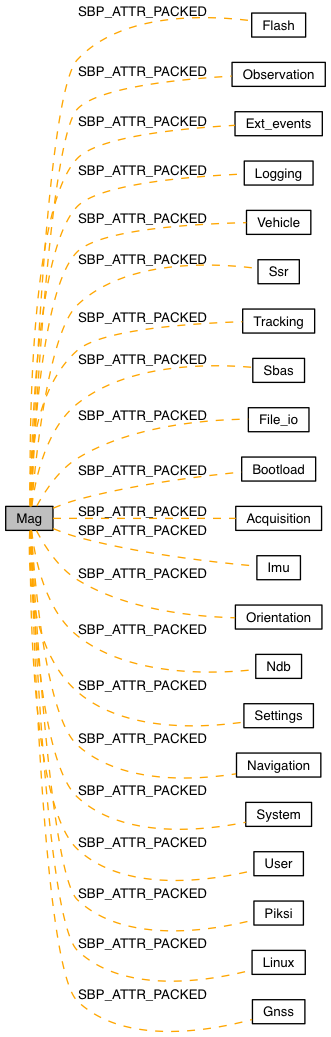 SBP_ATTR_PACKED
Flash
SBP_ATTR_PACKED
Observation
SBP_ATTR_PACKED
Ext_events
SBP_ATTR_PACKED
Logging
SBP_ATTR_PACKED
Vehicle
SBP_ATTR_PACKED
Ssr
SBP_ATTR_PACKED
Tracking
SBP_ATTR_PACKED
Sbas
SBP_ATTR_PACKED
File_io
SBP_ATTR_PACKED
Bootload
Mag
SBP_ATTR_PACKED
Acquisition
SBP_ATTR_PACKED
Imu
SBP_ATTR_PACKED
Orientation
SBP_ATTR_PACKED
Ndb
SBP_ATTR_PACKED
Settings
SBP_ATTR_PACKED
Navigation
SBP_ATTR_PACKED
System
SBP_ATTR_PACKED
User
SBP_ATTR_PACKED
Piksi
SBP_ATTR_PACKED
Linux
SBP_ATTR_PACKED
Gnss